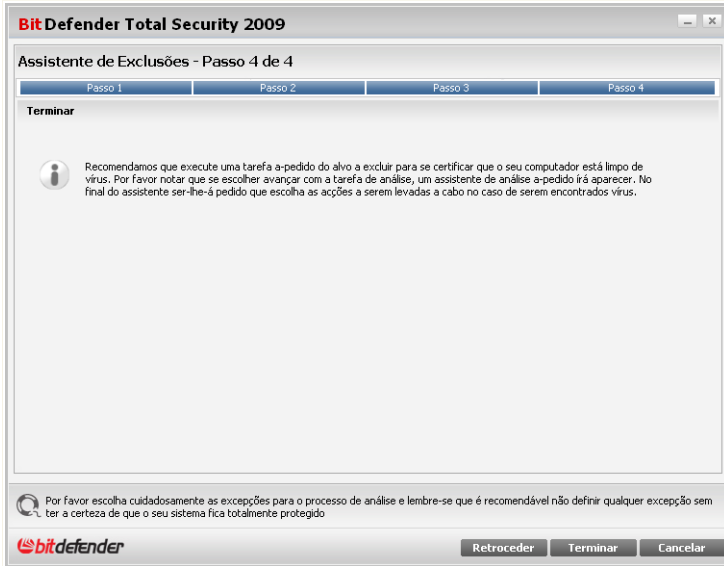 BitDefender Total Security 2009
Assistente de Exclusões - Passo 4 de 4
Passo 1 Passo 2 Passo 3 Passo 4
Terminar
Recomendamos que execute uma tarefa a-pedido do alvo a excluir para se certificar que o seu computador está limpo de
vírus. Por favor notar que se escolher avançar com a tarefa de análise, um assistente de análise a-pedido írá aparecer. No
final do assistente ser-lhe-á pedido que escolha as acções a serem levadas a cabo no caso de serem encontrados vírus.
Por favor escolha cuidadosamente as excepções para o processo de análise e lembre-se que é recomendável não definir qualquer excepção sem
ter a certeza de que o seu sistema fica totalmente protegido
bitdefender
Retroceder Terminar Cancelar